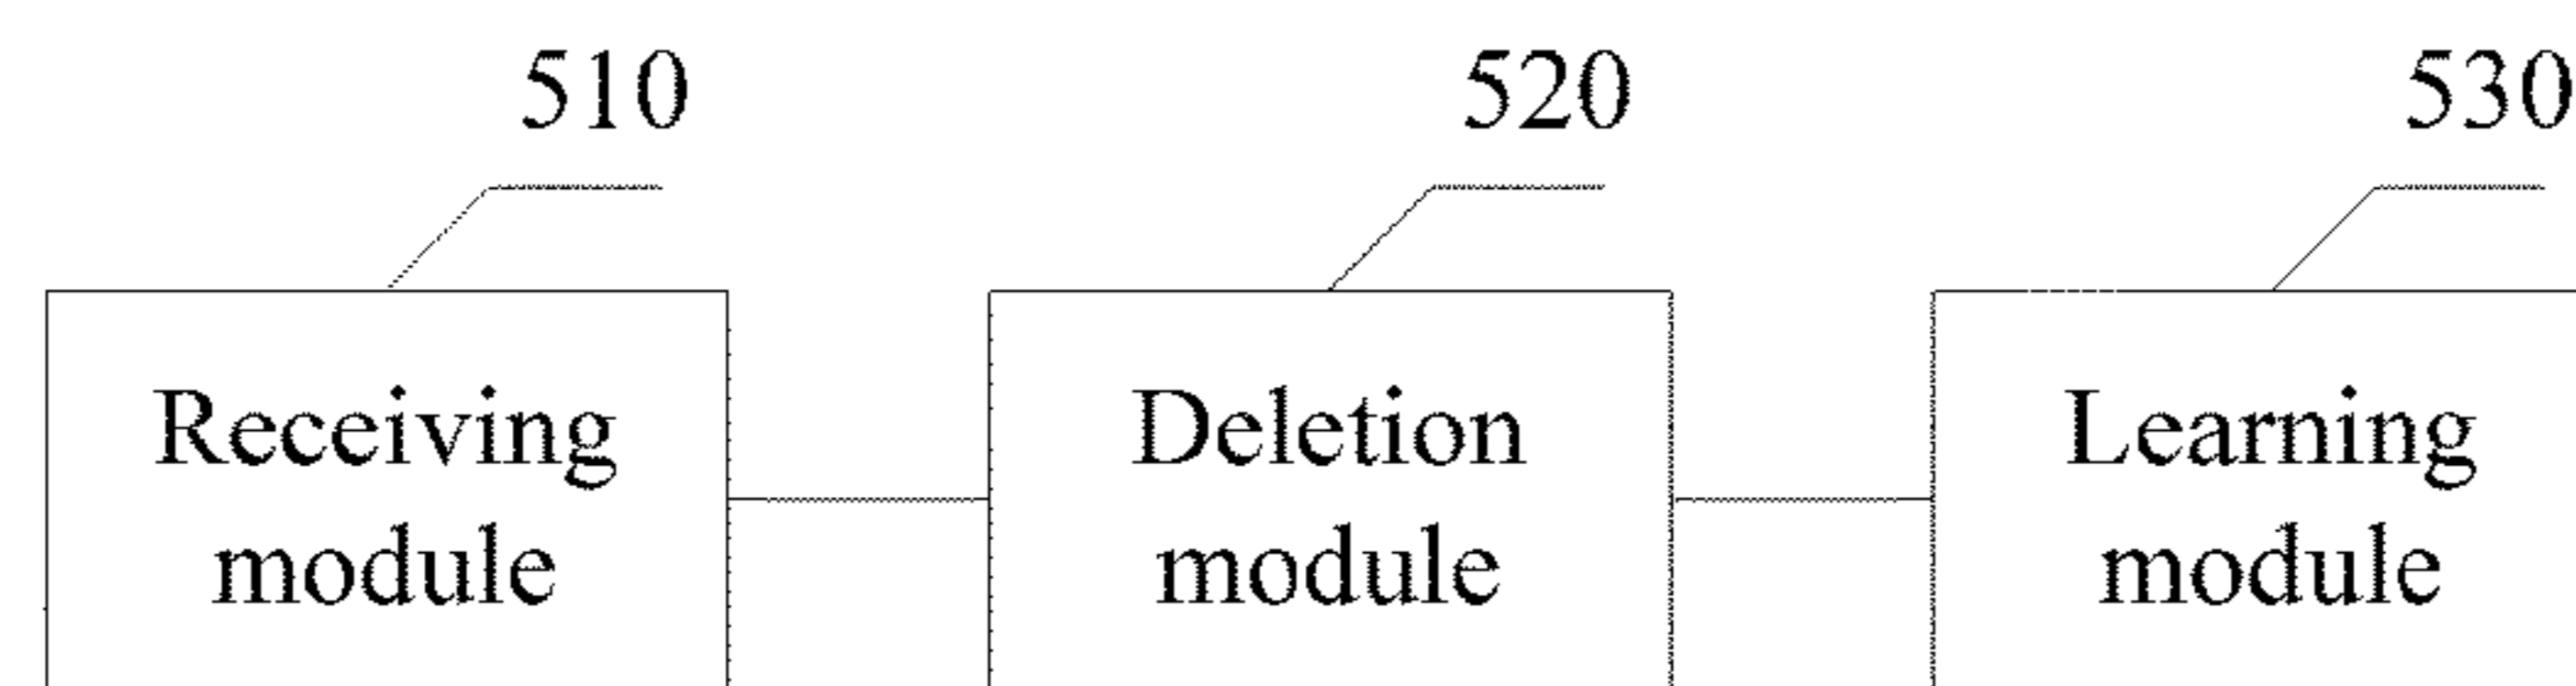 510
520
530
Receiving
module
Deletion
module
Learning
module